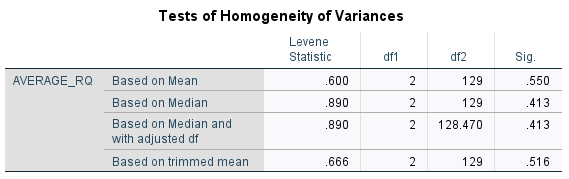 Tests of Homogeneity of Variances
Levene
Statistic df1 df2 Sig.
AVERAGE_RQ Based on Mean .600 2 129 .550
Based on Median .890 2 129 .413
Based on Median and
with adjusted df .890 2 128.470 .413
Based on trimmed mean .666 2 129 .516